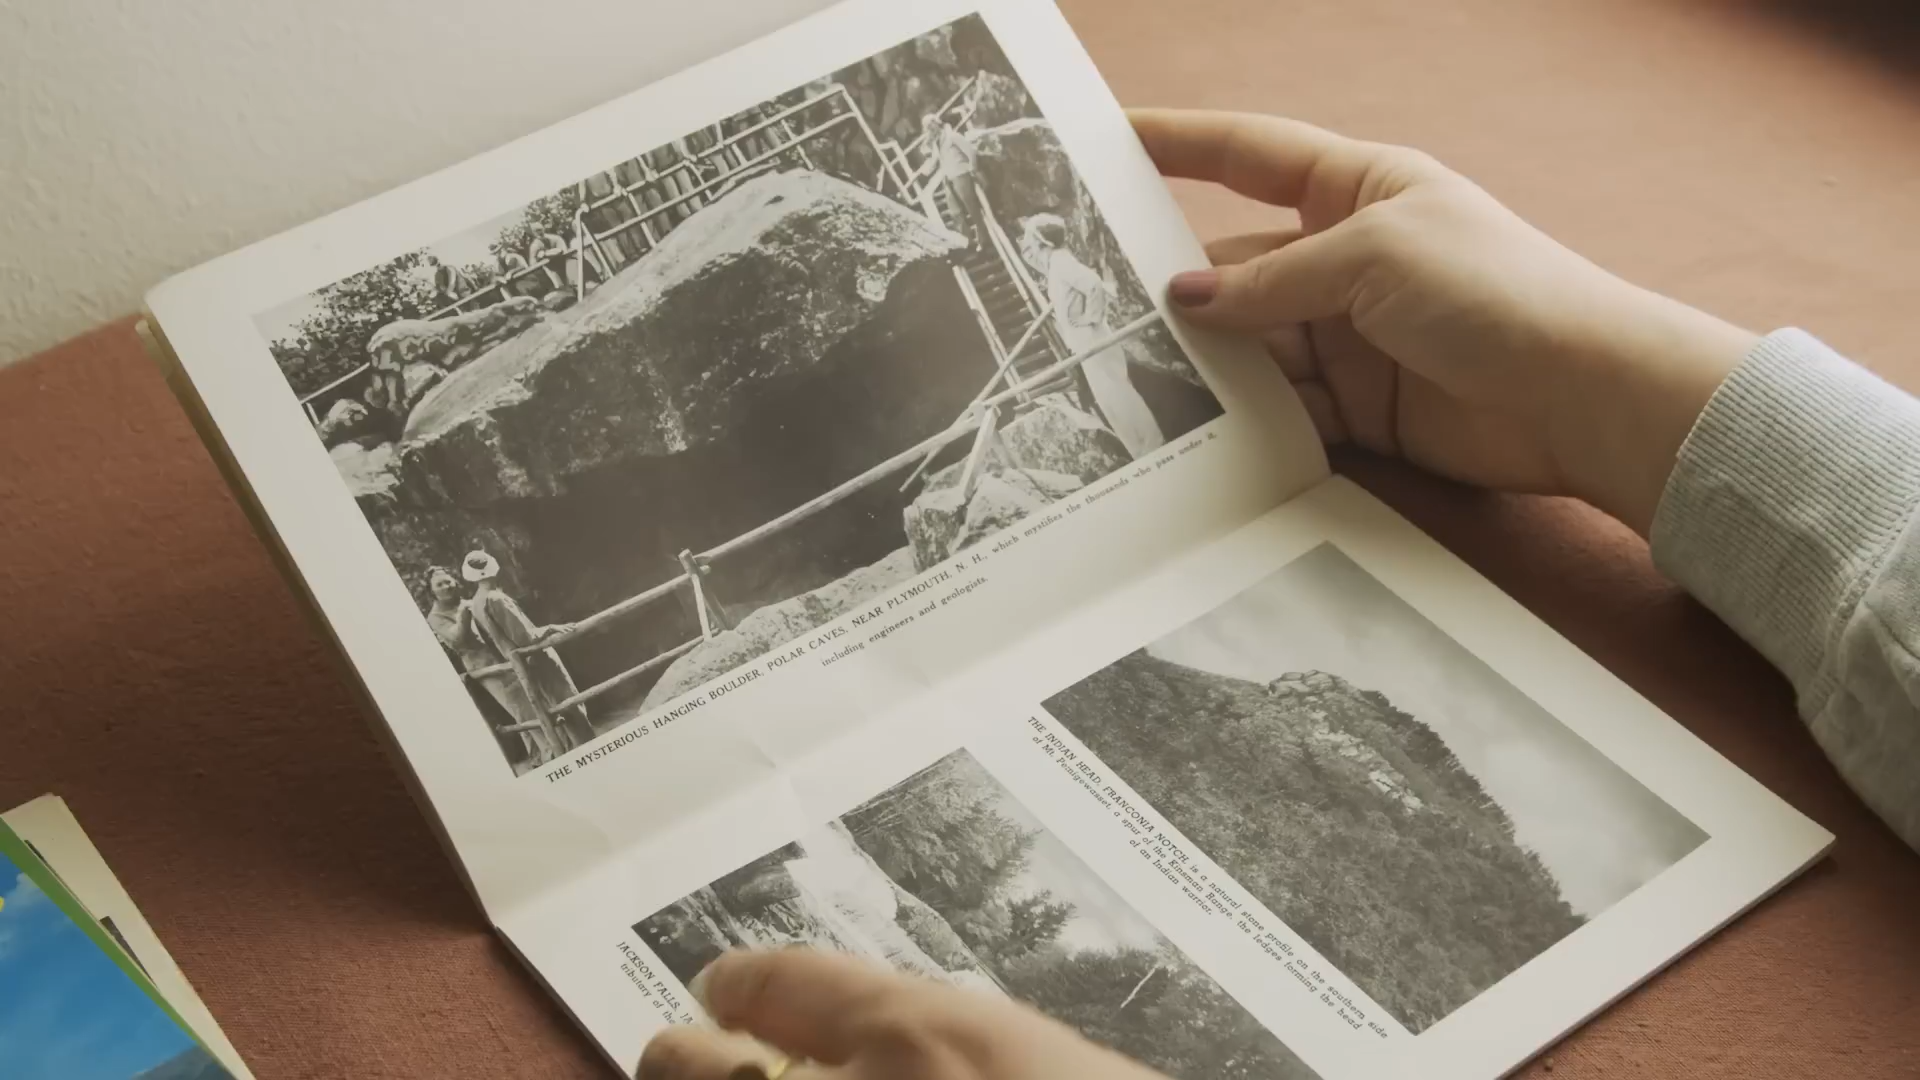 THE MYSTERIOUS HANGING BOULDER, POLAR CAVES, NEAR PLYMOUTH, N. H., which mystifies the thousands who pass under it,
including engineers and geologists.
THE INDIAN HEAD, FRANCONIA NOTCH, is a natural stone profile on the southern side
of Mt. Pemigewasset, a spur of the Kinsman Range, the ledges forming the head
of an Indian warrior.
JACKSON FALLS, JA
tributary of the